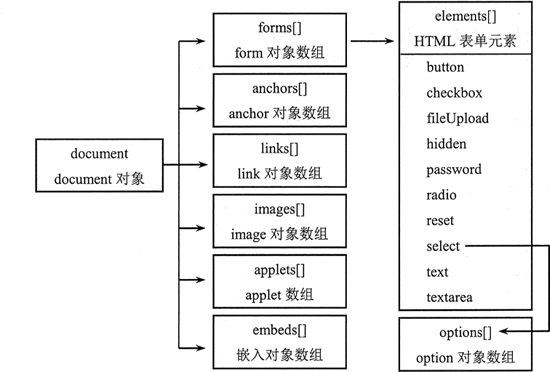 document
document 对象
forms[]
form 对象数组
anchors[]
anchor 对象数组
links[]
link 对象数组
images[]
image 对象数组
applets[]
applet 数组
embeds[]
嵌入对象数组
elements[]
HTML 表单元素
button
checkbox
fileUpload
hidden
password
radio
reset
select
text
textarea
options[]
option 对象数组